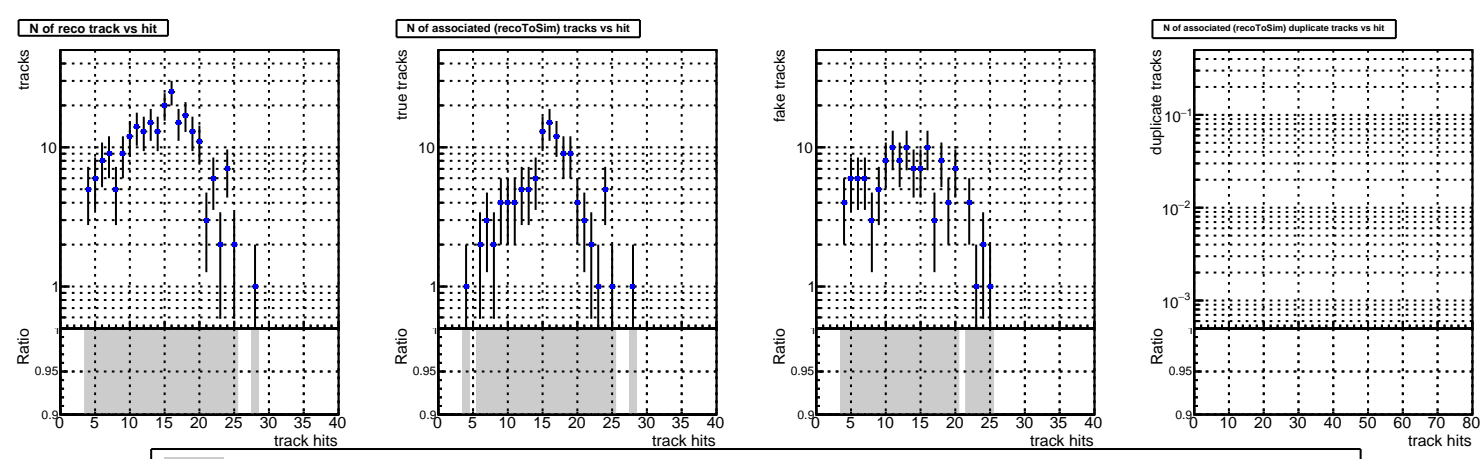 N of reco track vs hit
tracks
10
1
Ratio
1
0.95
0.9
0 5 10 15 20 25 30 35 40
track hits
N of associated (recoToSim) tracks vs hit
true tracks
10
1
Ratio
1
0.95
0.9
0 5 10 15 20 25 30 35 40
track hits
fake tracks
10
1
Ratio
1
0.95
0.9
0 5 10 15 20 25 30 35 40
track hits
N of associated (recoToSim) duplicate tracks vs hit
duplicate tracks
10⁻¹
10⁻²
10⁻³
Ratio
1
0.95
0.9
0 10 20 30 40 50 60 70 80
track hits